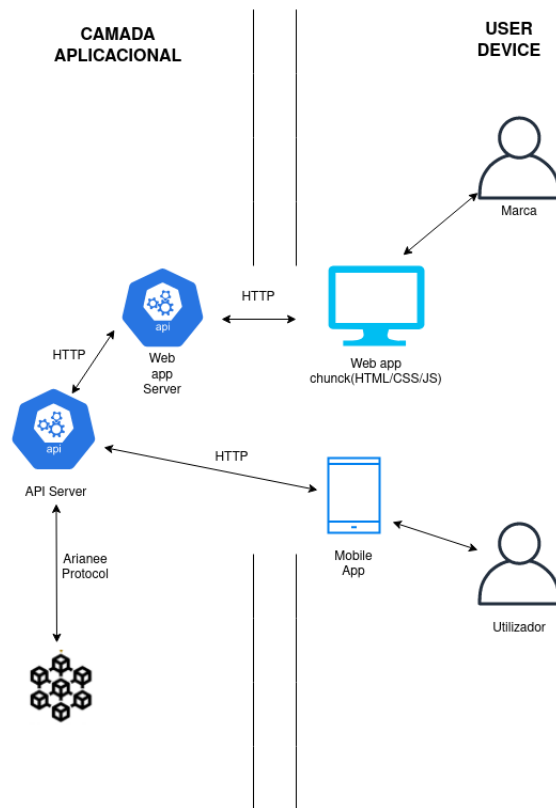 CAMADA
APLICACIONAL
USER
DEVICE
Marca
HTTP
api
Web
app
Server
Web app
chunck(HTML/CSS/JS)
HTTP
api
API Server
HTTP
Arianee
Protocol
Mobile
App
Utilizador